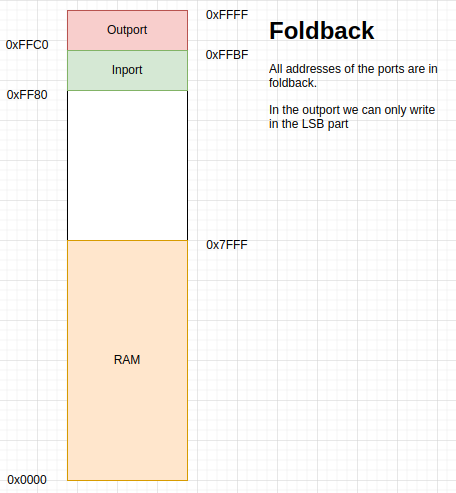 Outport
0xFFFF
Foldback
0xFFC0
0xFFBF
Inport
All addresses of the ports are in
foldback.
0xFF80
In the outport we can only write
in the LSB part
0x7FFF
RAM
0x0000